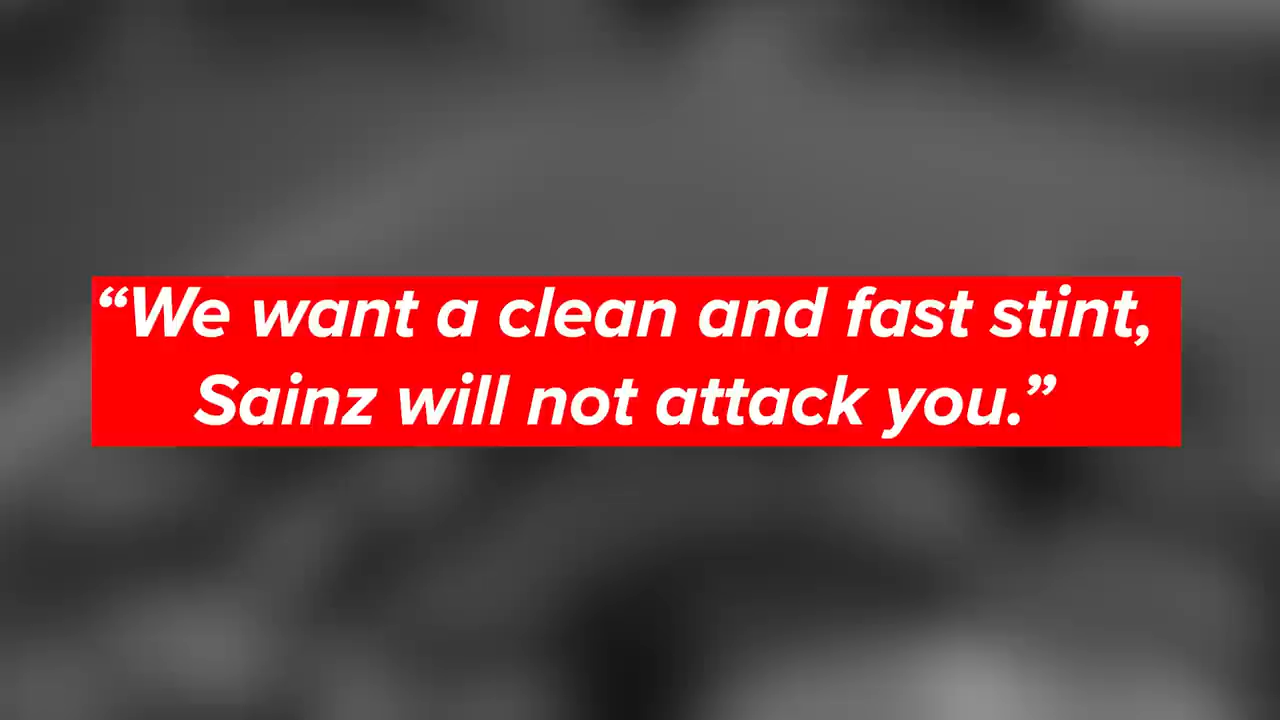 “We want a clean and fast stint,
Sainz will not attack you.”